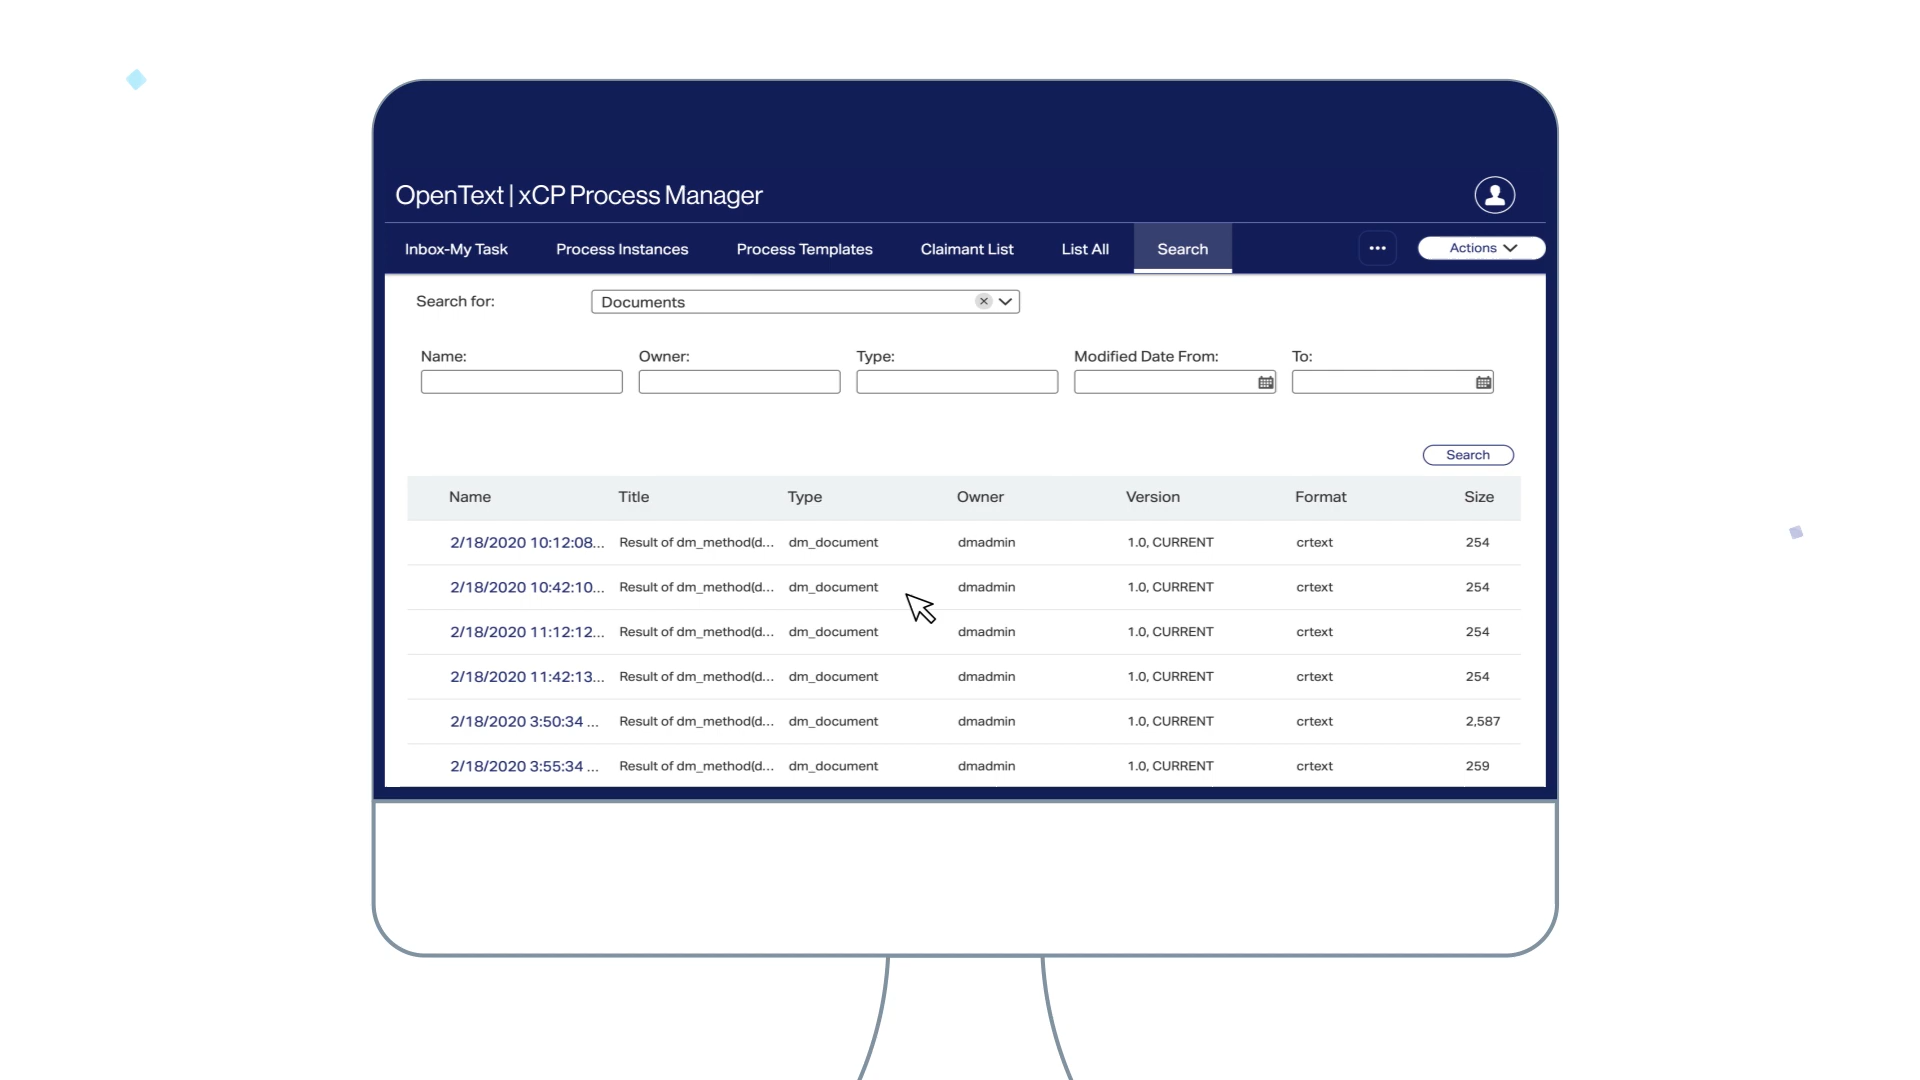 OpenText | xCP Process Manager
Inbox-My Task Process Instances Process Templates Claimant List List All Search ••• Actions
Search for: Documents
Name: Owner: Type: Modified Date From: To:
Search
Name Title Type Owner Version Format Size
2/18/2020 10:12:08... Result of dm_method(d... dm_document dmadmin 1.0, CURRENT crtext 254
2/18/2020 10:42:10... Result of dm_method(d... dm_document dmadmin 1.0, CURRENT crtext 254
2/18/2020 11:12:12... Result of dm_method(d... dm_document dmadmin 1.0, CURRENT crtext 254
2/18/2020 11:42:13... Result of dm_method(d... dm_document dmadmin 1.0, CURRENT crtext 254
2/18/2020 3:50:34 ... Result of dm_method(d... dm_document dmadmin 1.0, CURRENT crtext 2,587
2/18/2020 3:55:34 ... Result of dm_method(d... dm_document dmadmin 1.0, CURRENT crtext 259